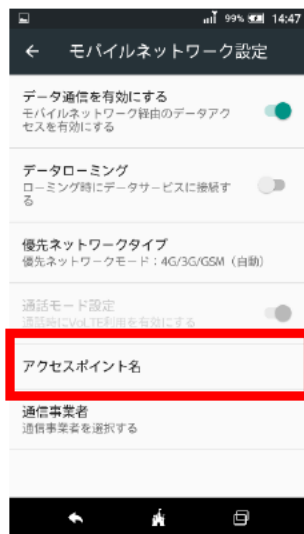 99% 14:47
モバイルネットワーク設定
データ通信を有効にする
モバイルネットワーク経由のデータアク
セスを有効にする
データローミング
ローミング時にデータサービスに接続す
る
優先ネットワークタイプ
優先ネットワークモード：4G/3G/GSM（自動）
通話モード設定
通話時にVoLTE利用を有効にする
アクセスポイント名
通信事業者
通信事業者を選択する